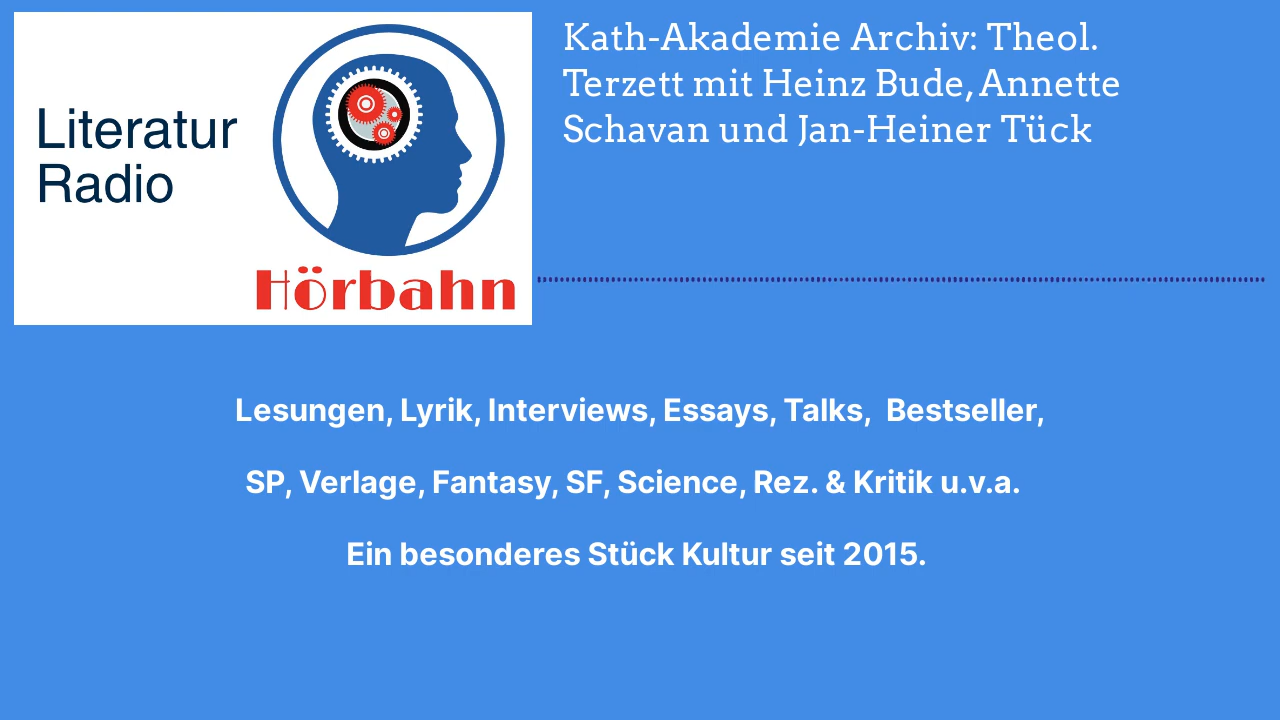 Literatur
Radio
Hörbahn
Kath-Akademie Archiv: Theol.
Terzett mit Heinz Bude, Annette
Schavan und Jan-Heiner Tück
Lesungen, Lyrik, Interviews, Essays, Talks,  Bestseller,
SP, Verlage, Fantasy, SF, Science, Rez. & Kritik u.v.a.
Ein besonderes Stück Kultur seit 2015.